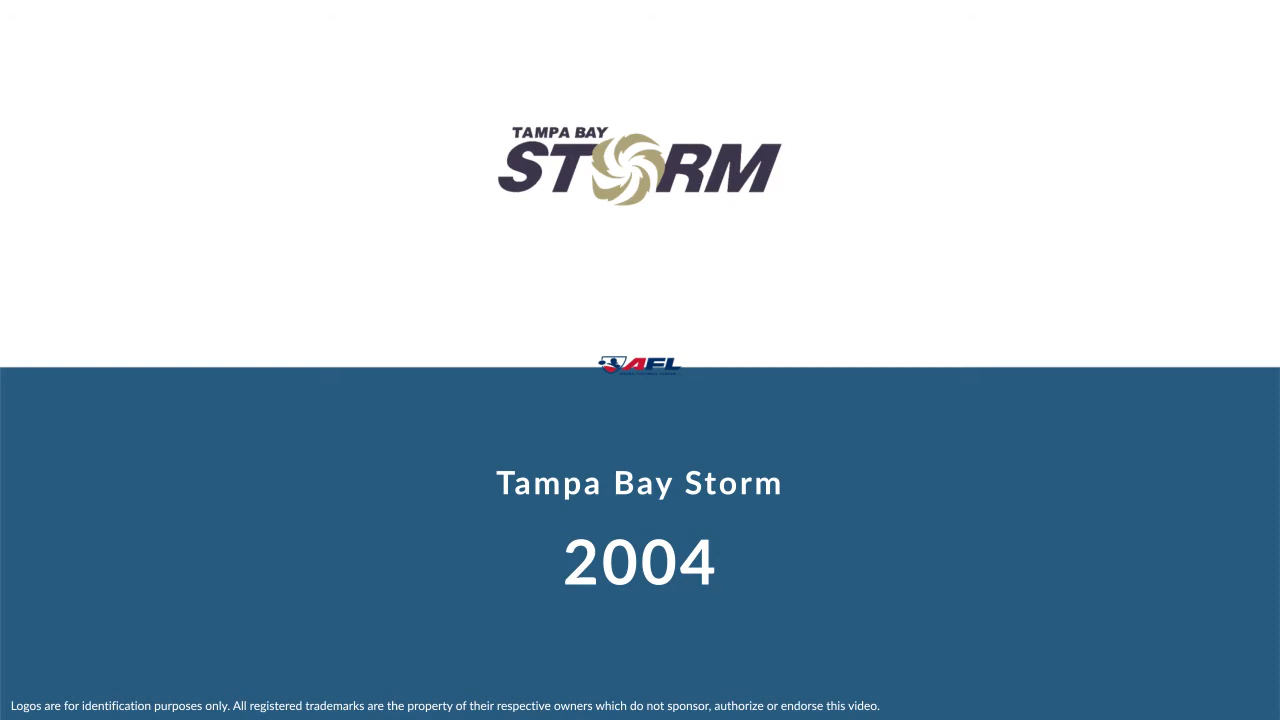 TAMPA BAY
STORM
AFL
Tampa Bay Storm
2004
Logos are for identification purposes only. All registered trademarks are the property of their respective owners which do not sponsor, authorize or endorse this video.